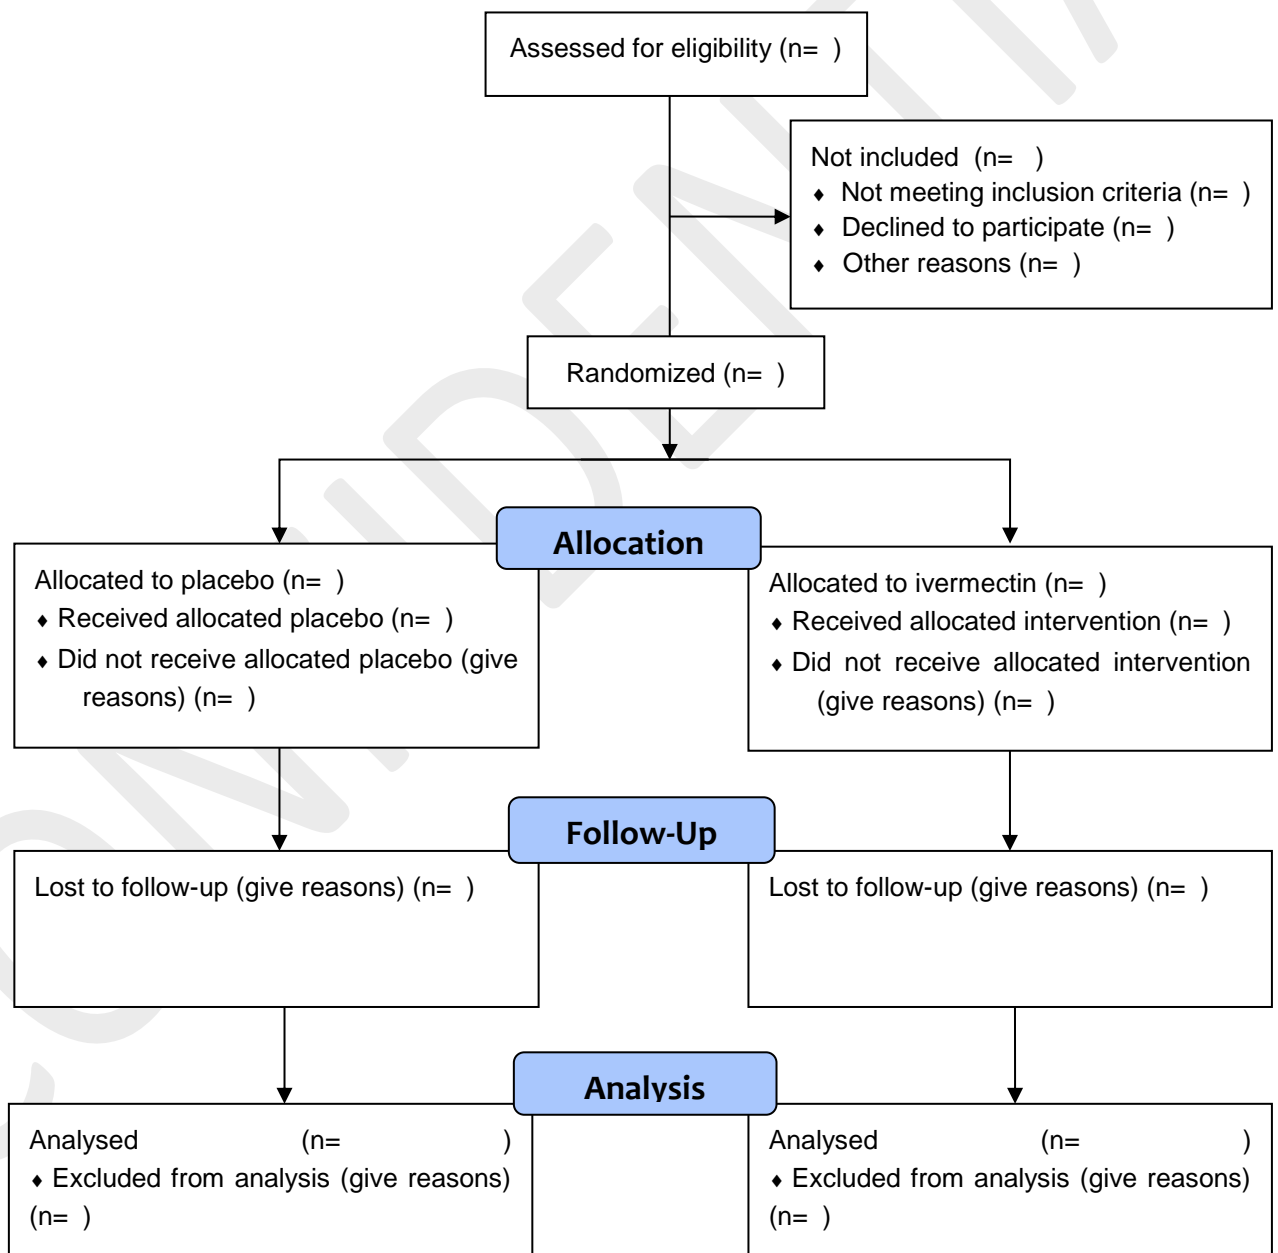 Assessed for eligibility (n=  )
Not included  (n=   )
♦ Not meeting inclusion criteria (n=  )
♦ Declined to participate (n=  )
♦ Other reasons (n=  )
Randomized (n=  )
Allocation
Allocated to placebo (n=  )
♦ Received allocated placebo (n=  )
♦ Did not receive allocated placebo (give
reasons) (n=  )
Allocated to ivermectin (n=  )
♦ Received allocated intervention (n=  )
♦ Did not receive allocated intervention
(give reasons) (n=  )
Follow-Up
Lost to follow-up (give reasons) (n=  )
Lost to follow-up (give reasons) (n=  )
Analysis
Analysed (n= )
♦ Excluded from analysis (give reasons)
(n=  )
Analysed (n= )
♦ Excluded from analysis (give reasons)
(n=  )